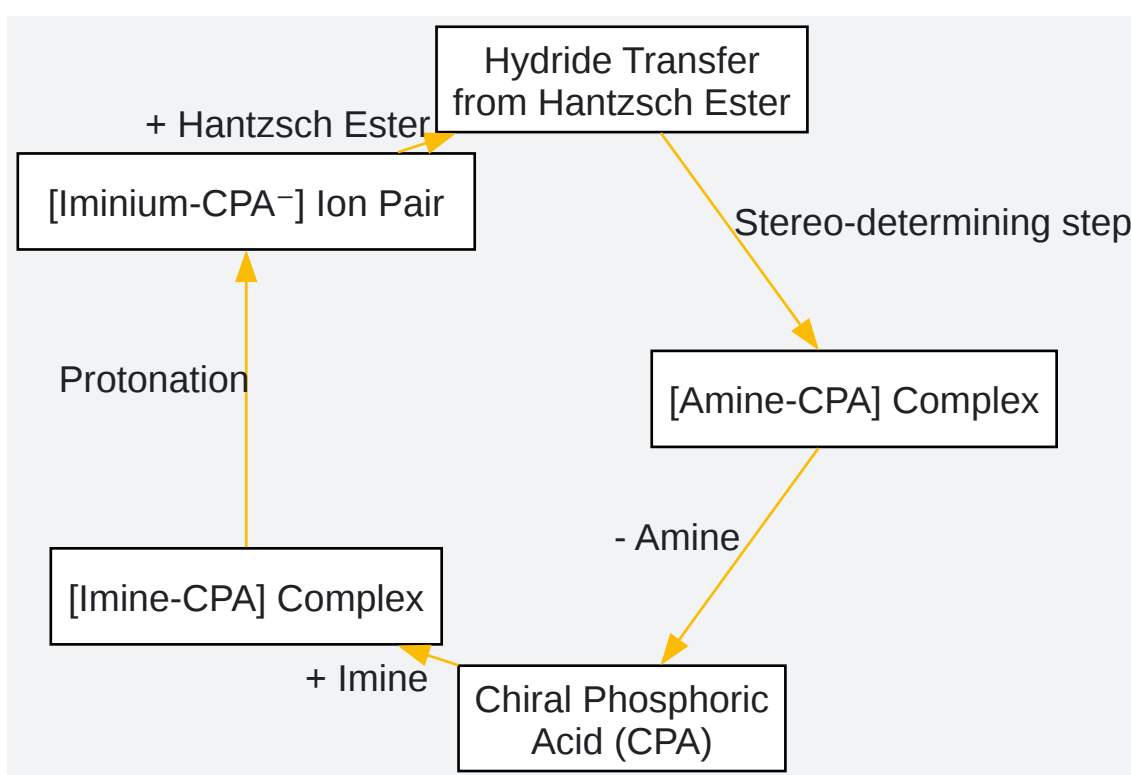 Hydride Transfer
from Hantzsch Ester
+ Hantzsch Ester
[Iminium-CPA⁻] Ion Pair
Stereo-determining step
Protonation
[Amine-CPA] Complex
- Amine
[Imine-CPA] Complex
+ Imine
Chiral Phosphoric
Acid (CPA)